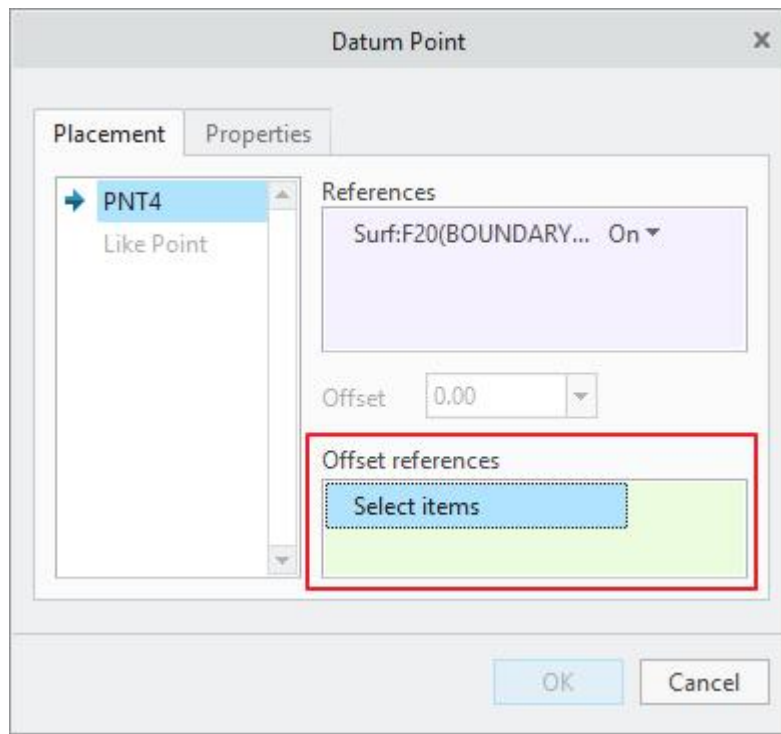 Datum Point
Placement Properties
PNT4
Like Point
References
Surf:F20(BOUNDARY... On
Offset 0.00
Offset references
Select items
OK Cancel